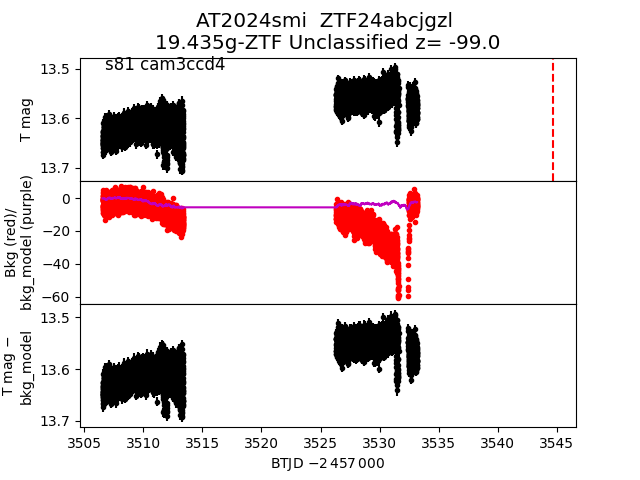 AT2024smi  ZTF24abcjgzl
19.435g-ZTF Unclassified z= -99.0
s81 cam3ccd4
T mag
13.5
13.6
13.7
Bkg (red)/
bkg_model (purple)
0
−20
−40
−60
T mag −
bkg_model
13.5
13.6
13.7
3505 3510 3515 3520 3525 3530 3535 3540 3545
BTJD −2 457 000